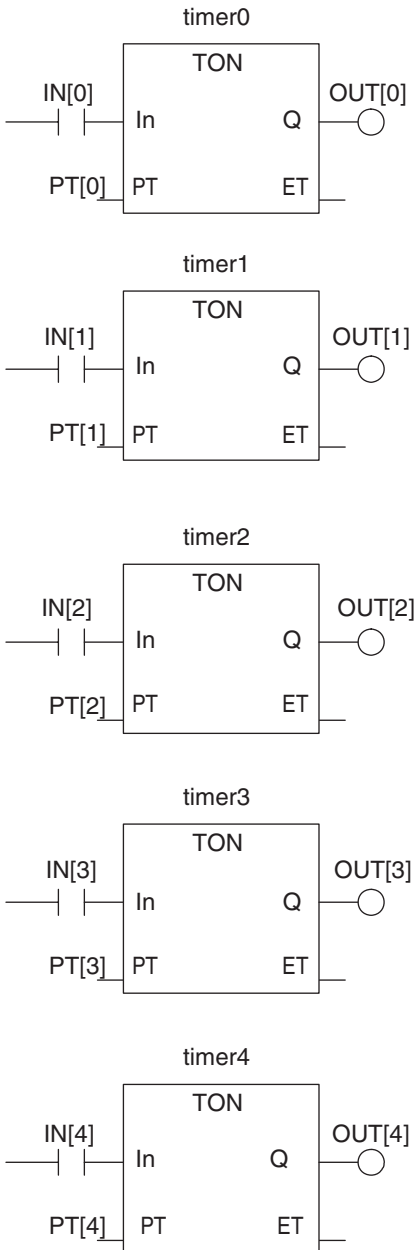 timer0
TON
IN[0] OUT[0]
In Q
PT[0] PT ET
timer1
TON
IN[1] OUT[1]
In Q
PT[1] PT ET
timer2
TON
IN[2] OUT[2]
In Q
PT[2] PT ET
timer3
TON
IN[3] OUT[3]
In Q
PT[3] PT ET
timer4
TON
IN[4] OUT[4]
In Q
PT[4] PT ET